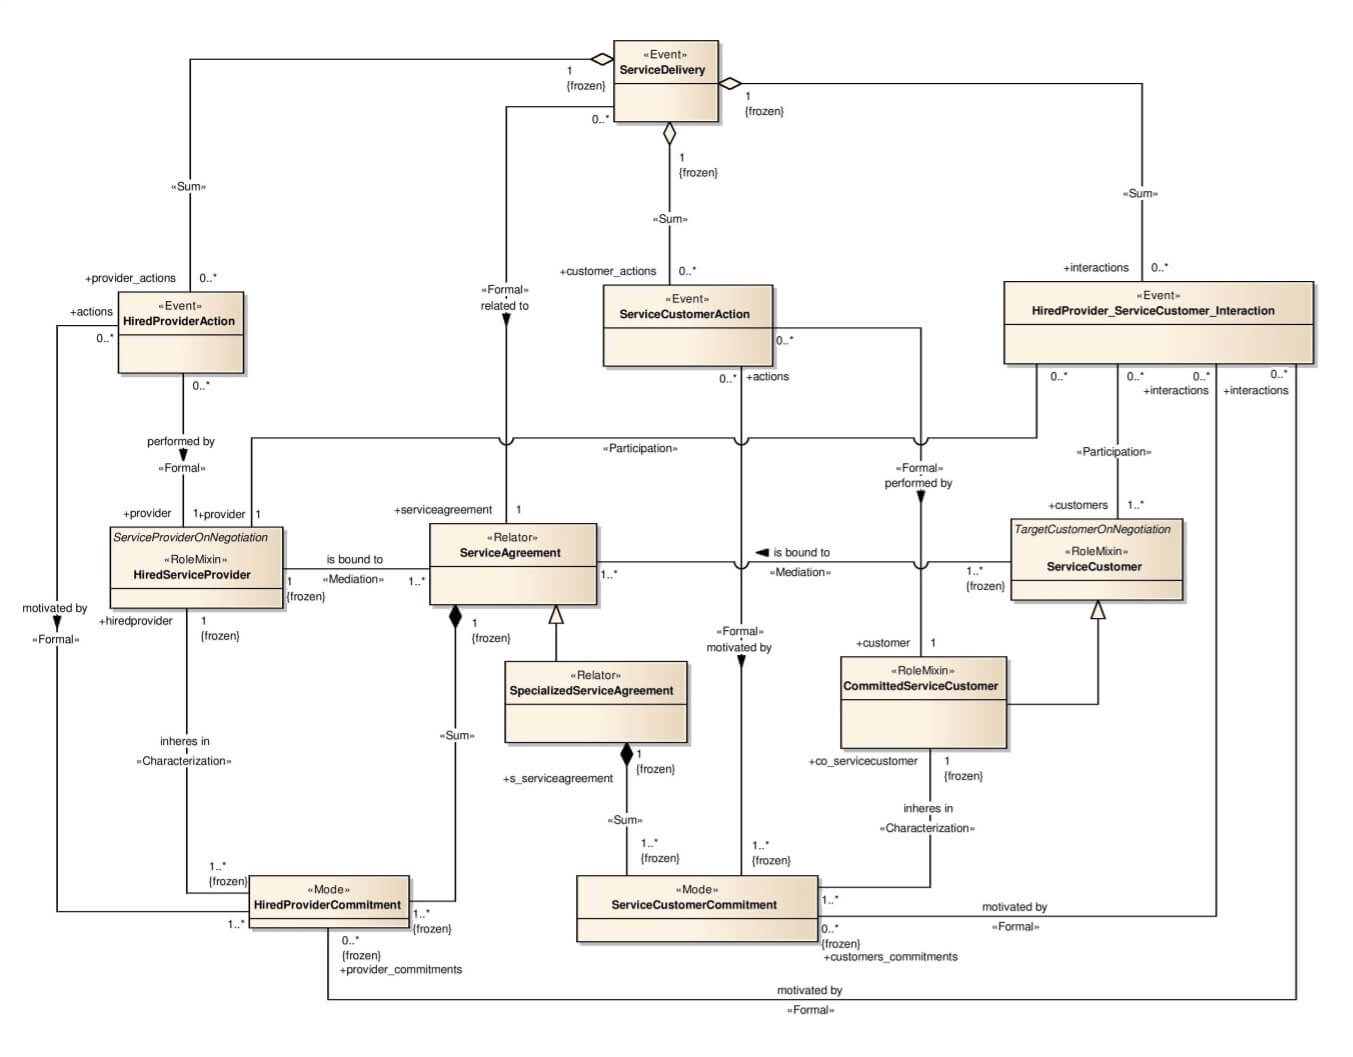 «Event»
ServiceDelivery
1
{frozen}
1
{frozen}
0..*
1
{frozen}
«Sum»
«Sum»
«Sum»
+provider_actions
0..*
+customer_actions
0..*
+interactions
0..*
«Formal»
related to
«Event»
HiredProviderAction
+actions
0..*
0..*
«Event»
ServiceCustomerAction
0..*
0..*
+actions
«Event»
HiredProvider_ServiceCustomer_Interaction
0..*
0..*
0..*
+interactions
0..*
+interactions
performed by
«Formal»
«Participation»
«Participation»
«Formal»
performed by
+provider
1
+provider
1
+serviceagreement
1
+customers
1..*
ServiceProviderOnNegotiation
«RoleMixin»
HiredServiceProvider
is bound to
«Mediation»
1
{frozen}
1..*
«Relator»
ServiceAgreement
1..*
is bound to
«Mediation»
1..*
{frozen}
TargetCustomerOnNegotiation
«RoleMixin»
ServiceCustomer
motivated by
«Formal»
+hiredprovider
1
{frozen}
1
{frozen}
«Formal»
motivated by
+customer
1
«Relator»
SpecializedServiceAgreement
«RoleMixin»
CommittedServiceCustomer
inheres in
«Characterization»
«Sum»
+s_serviceagreement
1
{frozen}
+co_servicecustomer
1
{frozen}
«Sum»
inheres in
«Characterization»
1..*
{frozen}
1..*
{frozen}
1..*
{frozen}
«Mode»
HiredProviderCommitment
1..*
1..*
{frozen}
0..*
{frozen}
+provider_commitments
«Mode»
ServiceCustomerCommitment
1..*
0..*
{frozen}
+customers_commitments
motivated by
«Formal»
motivated by
«Formal»